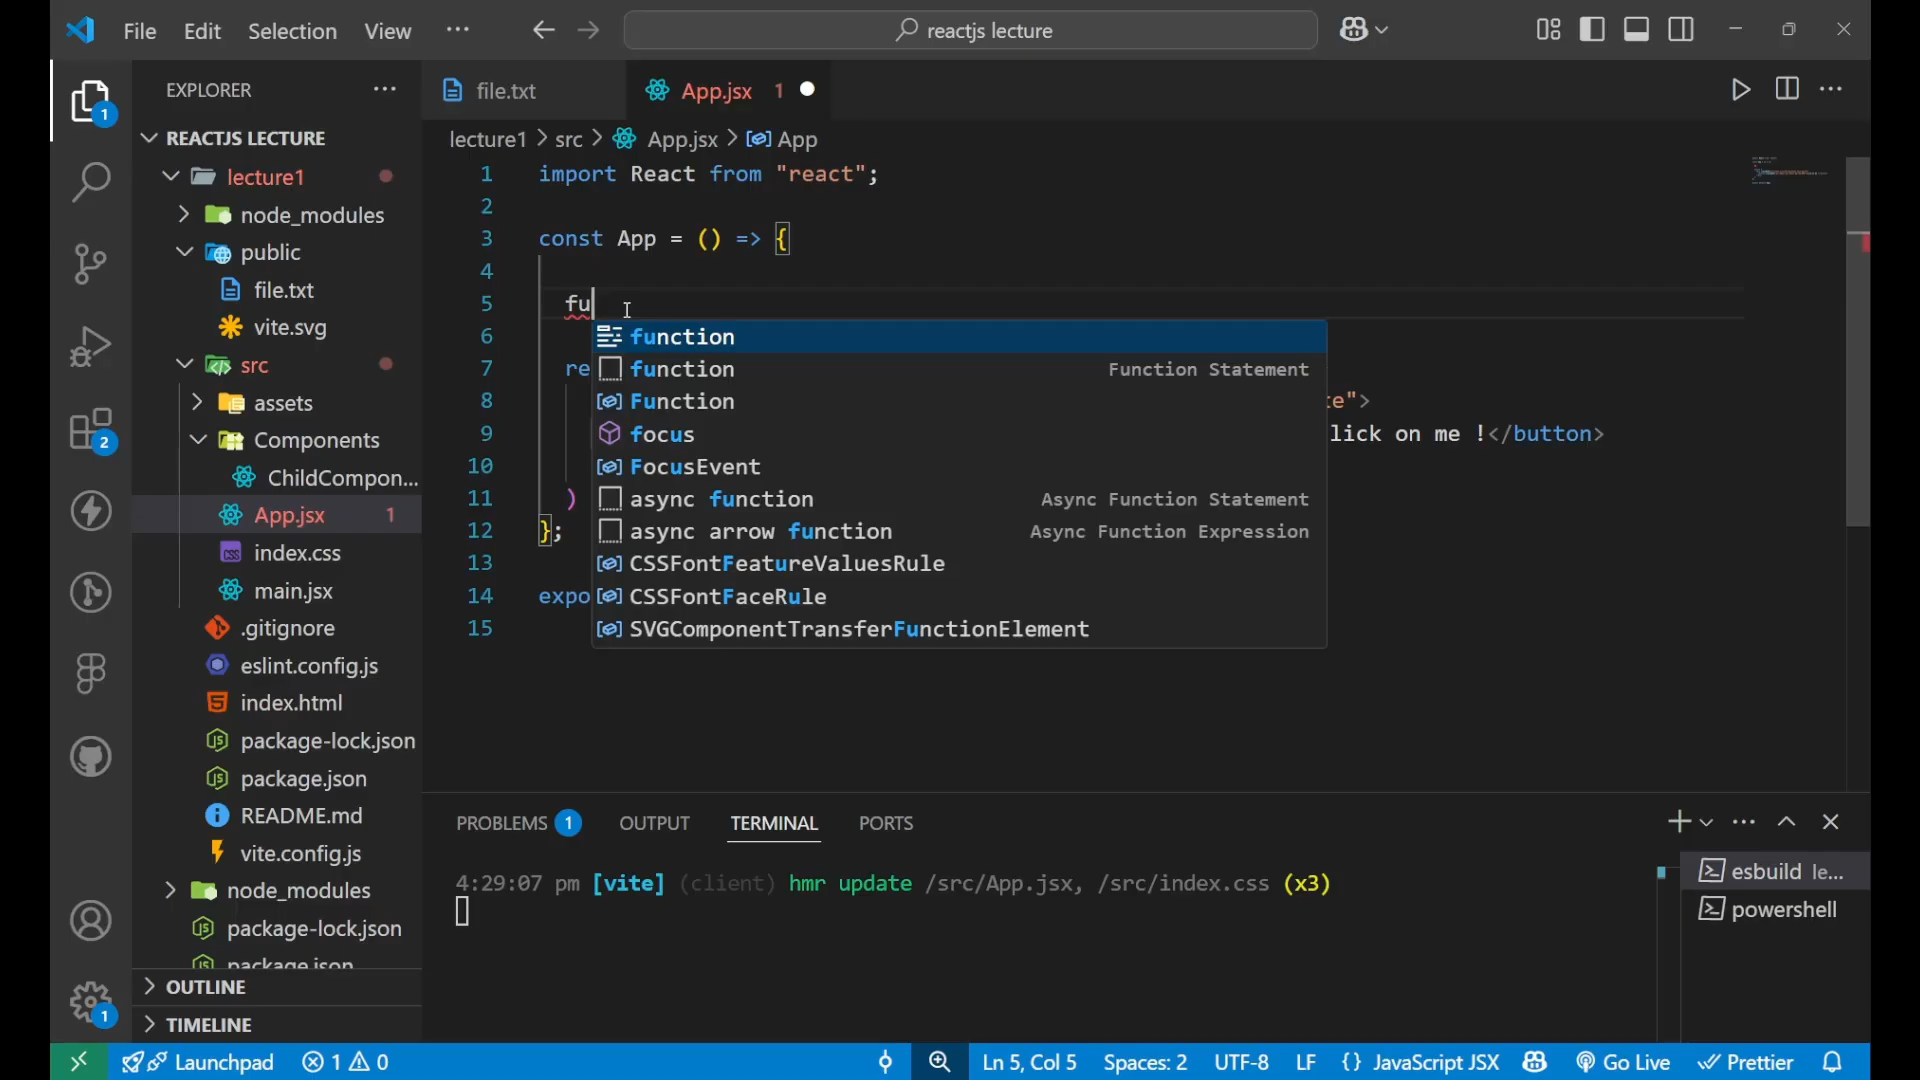 File Edit Selection View ··· reactjs lecture
EXPLORER ···
REACTJS LECTURE
lecture1
node_modules
public
file.txt
vite.svg
src
assets
Components
ChildCompon...
App.jsx 1
index.css
main.jsx
.gitignore
eslint.config.js
index.html
package-lock.json
package.json
README.md
vite.config.js
node_modules
package-lock.json
package.json
OUTLINE
TIMELINE
1
2
1
file.txt App.jsx 1
lecture1 > src > App.jsx > App
1 import React from "react";
2
3 const App = () => {
4
5 fu
6
7 re
8 te">
9 lick on me !</button>
10
11 )
12 };
13
14 expo
15
function
function Function Statement
Function
focus
FocusEvent
async function Async Function Statement
async arrow function Async Function Expression
CSSFontFeatureValuesRule
CSSFontFaceRule
SVGComponentTransferFunctionElement
PROBLEMS 1 OUTPUT TERMINAL PORTS
4:29:07 pm [vite] (client) hmr update /src/App.jsx, /src/index.css (x3)
esbuild le...
powershell
Launchpad 1 0 Ln 5, Col 5 Spaces: 2 UTF-8 LF {} JavaScript JSX Go Live Prettier